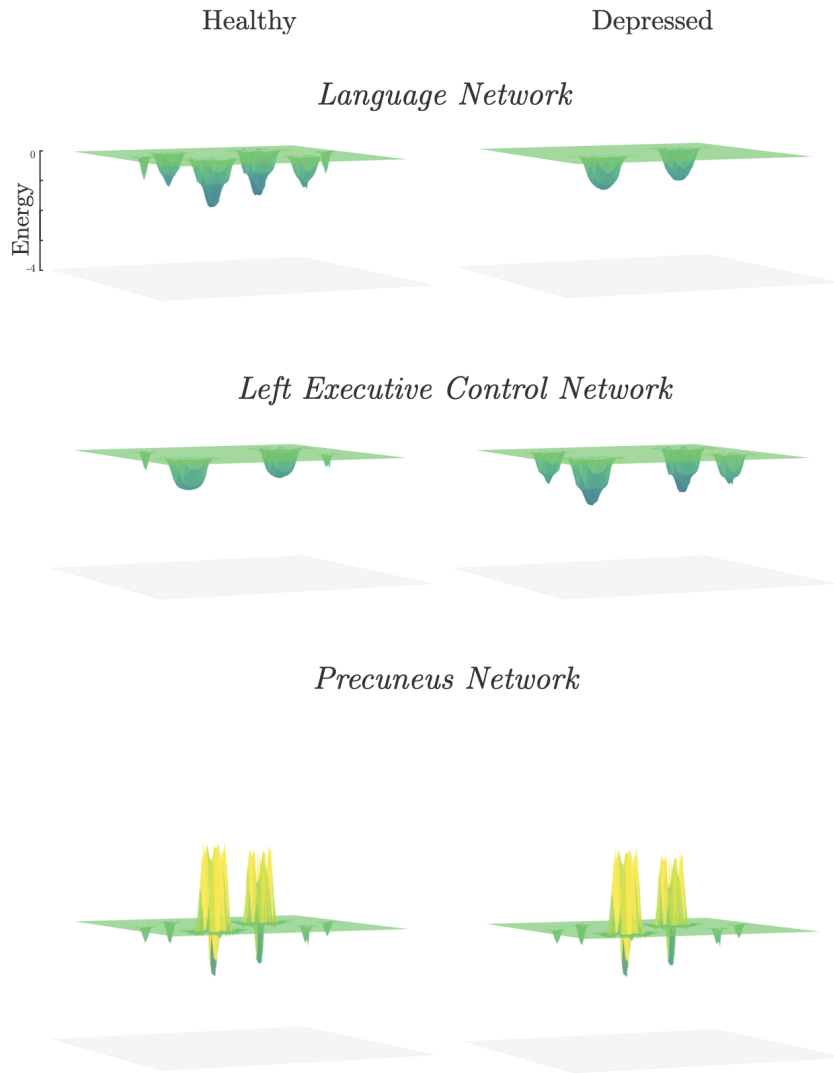 Healthy
Depressed
Language Network
0
Energy
-4
Left Executive Control Network
Precuneus Network